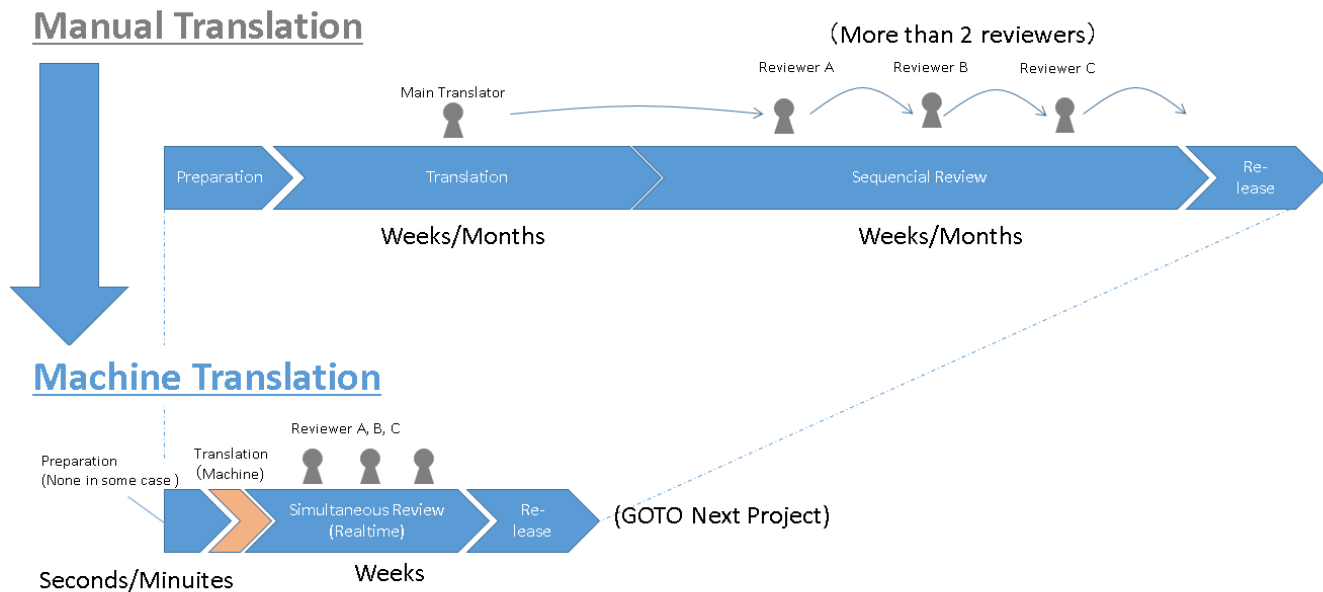 Manual Translation
(More than 2 reviewers)
Reviewer A
Reviewer B
Reviewer C
Main Translator
Preparation
Translation
Sequencial Review
Re-
lease
Weeks/Months
Weeks/Months
Machine Translation
Reviewer A, B, C
Translation
(Machine)
Preparation
(None in some case )
Simultaneous Review
(Realtime)
Re-
lease
(GOTO Next Project)
Seconds/Minuites
Weeks